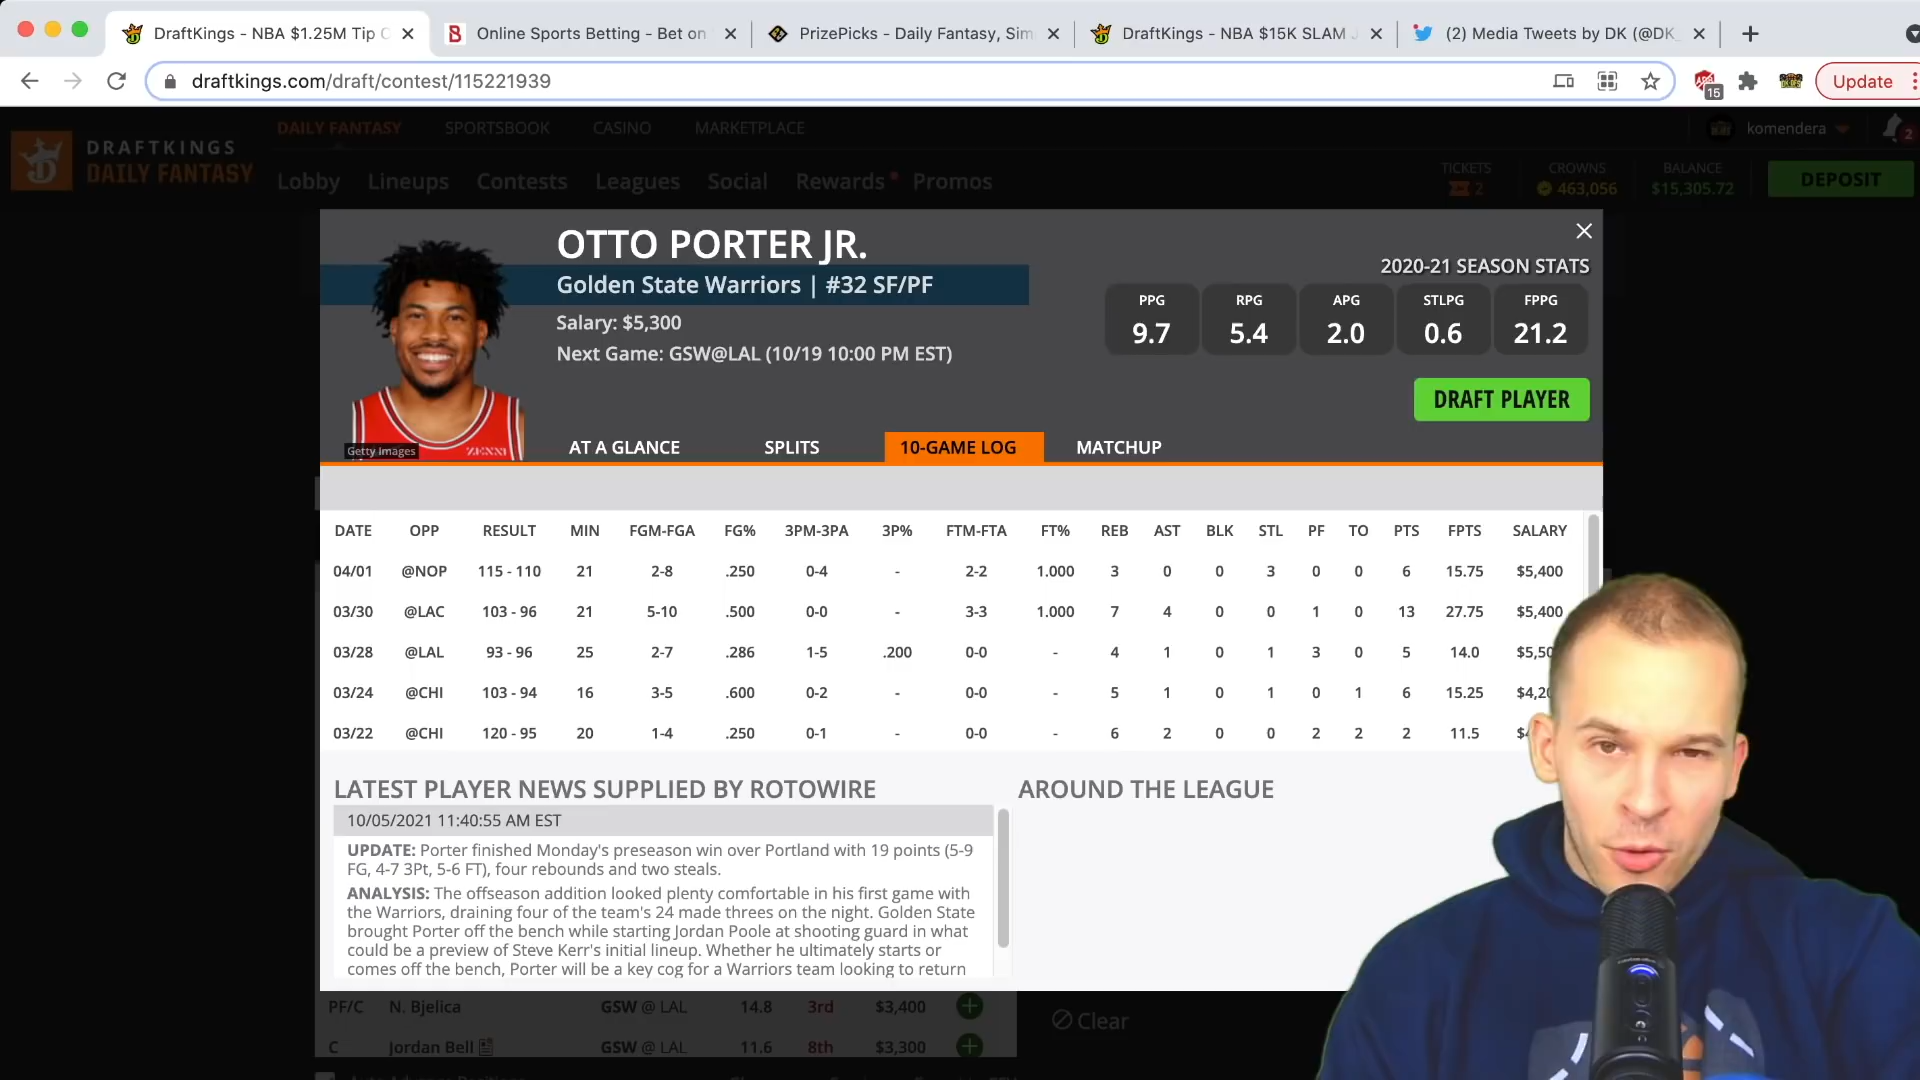 DraftKings - NBA $1.25M Tip
Online Sports Betting - Bet on
PrizePicks - Daily Fantasy, Sim
DraftKings - NBA $15K SLAM
(2) Media Tweets by DK (@DK_
draftkings.com/draft/contest/115221939
15
Update
DAILY FANTASY SPORTSBOOK CASINO MARKETPLACE
komendera
2
DRAFTKINGS
DAILY FANTASY
Lobby Lineups Contests Leagues Social Rewards Promos
TICKETS
2
CROWNS
463,056
BALANCE
$15,305.72
DEPOSIT
OTTO PORTER JR.
Golden State Warriors | #32 SF/PF
Salary: $5,300
Next Game: GSW@LAL (10/19 10:00 PM EST)
2020-21 SEASON STATS
PPG RPG APG STLPG FPPG
9.7 5.4 2.0 0.6 21.2
DRAFT PLAYER
Getty Images
ZENNI
AT A GLANCE SPLITS 10-GAME LOG MATCHUP
DATE OPP RESULT MIN FGM-FGA FG% 3PM-3PA 3P% FTM-FTA FT% REB AST BLK STL PF TO PTS FPTS SALARY
04/01 @NOP 115 - 110 21 2-8 .250 0-4 - 2-2 1.000 3 0 0 3 0 0 6 15.75 $5,400
03/30 @LAC 103 - 96 21 5-10 .500 0-0 - 3-3 1.000 7 4 0 0 1 0 13 27.75 $5,400
03/28 @LAL 93 - 96 25 2-7 .286 1-5 .200 0-0 - 4 1 0 1 3 0 5 14.0 $5,50
03/24 @CHI 103 - 94 16 3-5 .600 0-2 - 0-0 - 5 1 0 1 0 1 6 15.25 $4,20
03/22 @CHI 120 - 95 20 1-4 .250 0-1 - 0-0 - 6 2 0 0 2 2 2 11.5
LATEST PLAYER NEWS SUPPLIED BY ROTOWIRE
AROUND THE LEAGUE
10/05/2021 11:40:55 AM EST
UPDATE: Porter finished Monday's preseason win over Portland with 19 points (5-9
FG, 4-7 3Pt, 5-6 FT), four rebounds and two steals.
ANALYSIS: The offseason addition looked plenty comfortable in his first game with
the Warriors, draining four of the team's 24 made threes on the night. Golden State
brought Porter off the bench while starting Jordan Poole at shooting guard in what
could be a preview of Steve Kerr's initial lineup. Whether he ultimately starts or
comes off the bench, Porter will be a key cog for a Warriors team looking to return
PF/C N. Bjelica GSW @ LAL 14.8 3rd $3,400
Clear
C Jordan Bell GSW @ LAL 11.6 8th $3,300